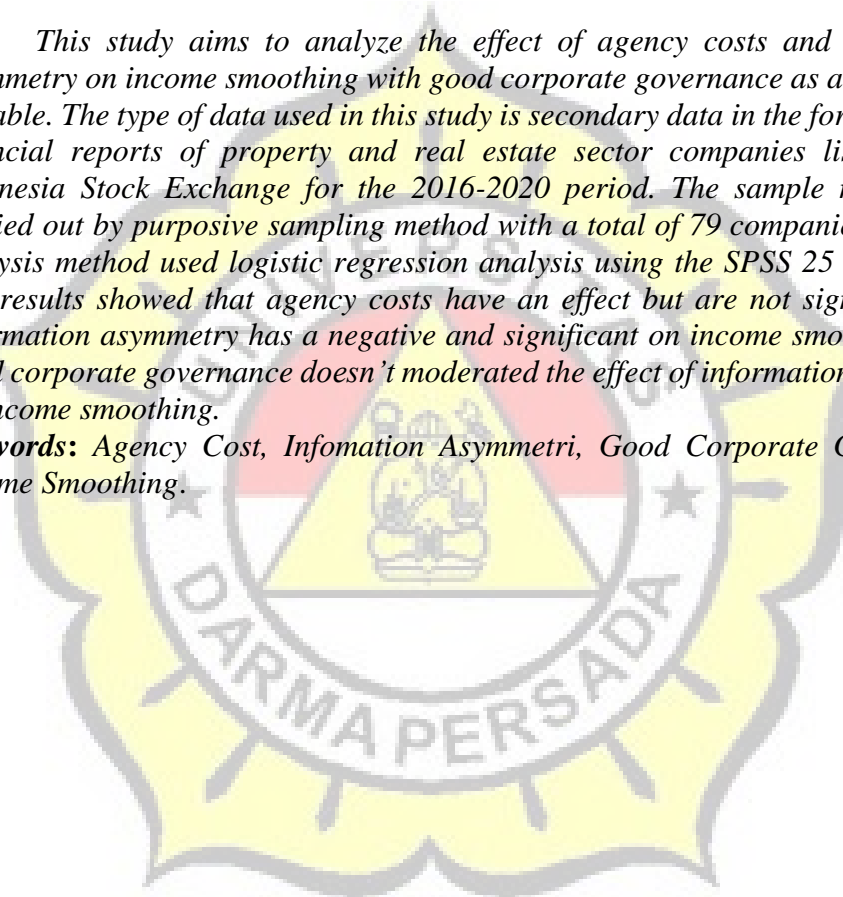 This study aims to analyze the effect of agency costs and
mmetry on income smoothing with good corporate governance as a
able. The type of data used in this study is secondary data in the for
ncial reports of property and real estate sector companies li
nesia Stock Exchange for the 2016-2020 period. The sample
ied out by purposive sampling method with a total of 79 companie
lysis method used logistic regression analysis using the SPSS 25
results showed that agency costs have an effect but are not sign
rmation asymmetry has a negative and significant on income smo
d corporate governance doesn't moderated the effect of information
ncome smoothing.
words: Agency Cost, Infomation Asymmetri, Good Corporate
me Smoothing.
UNIVERSITAS
DARMA PERSADA